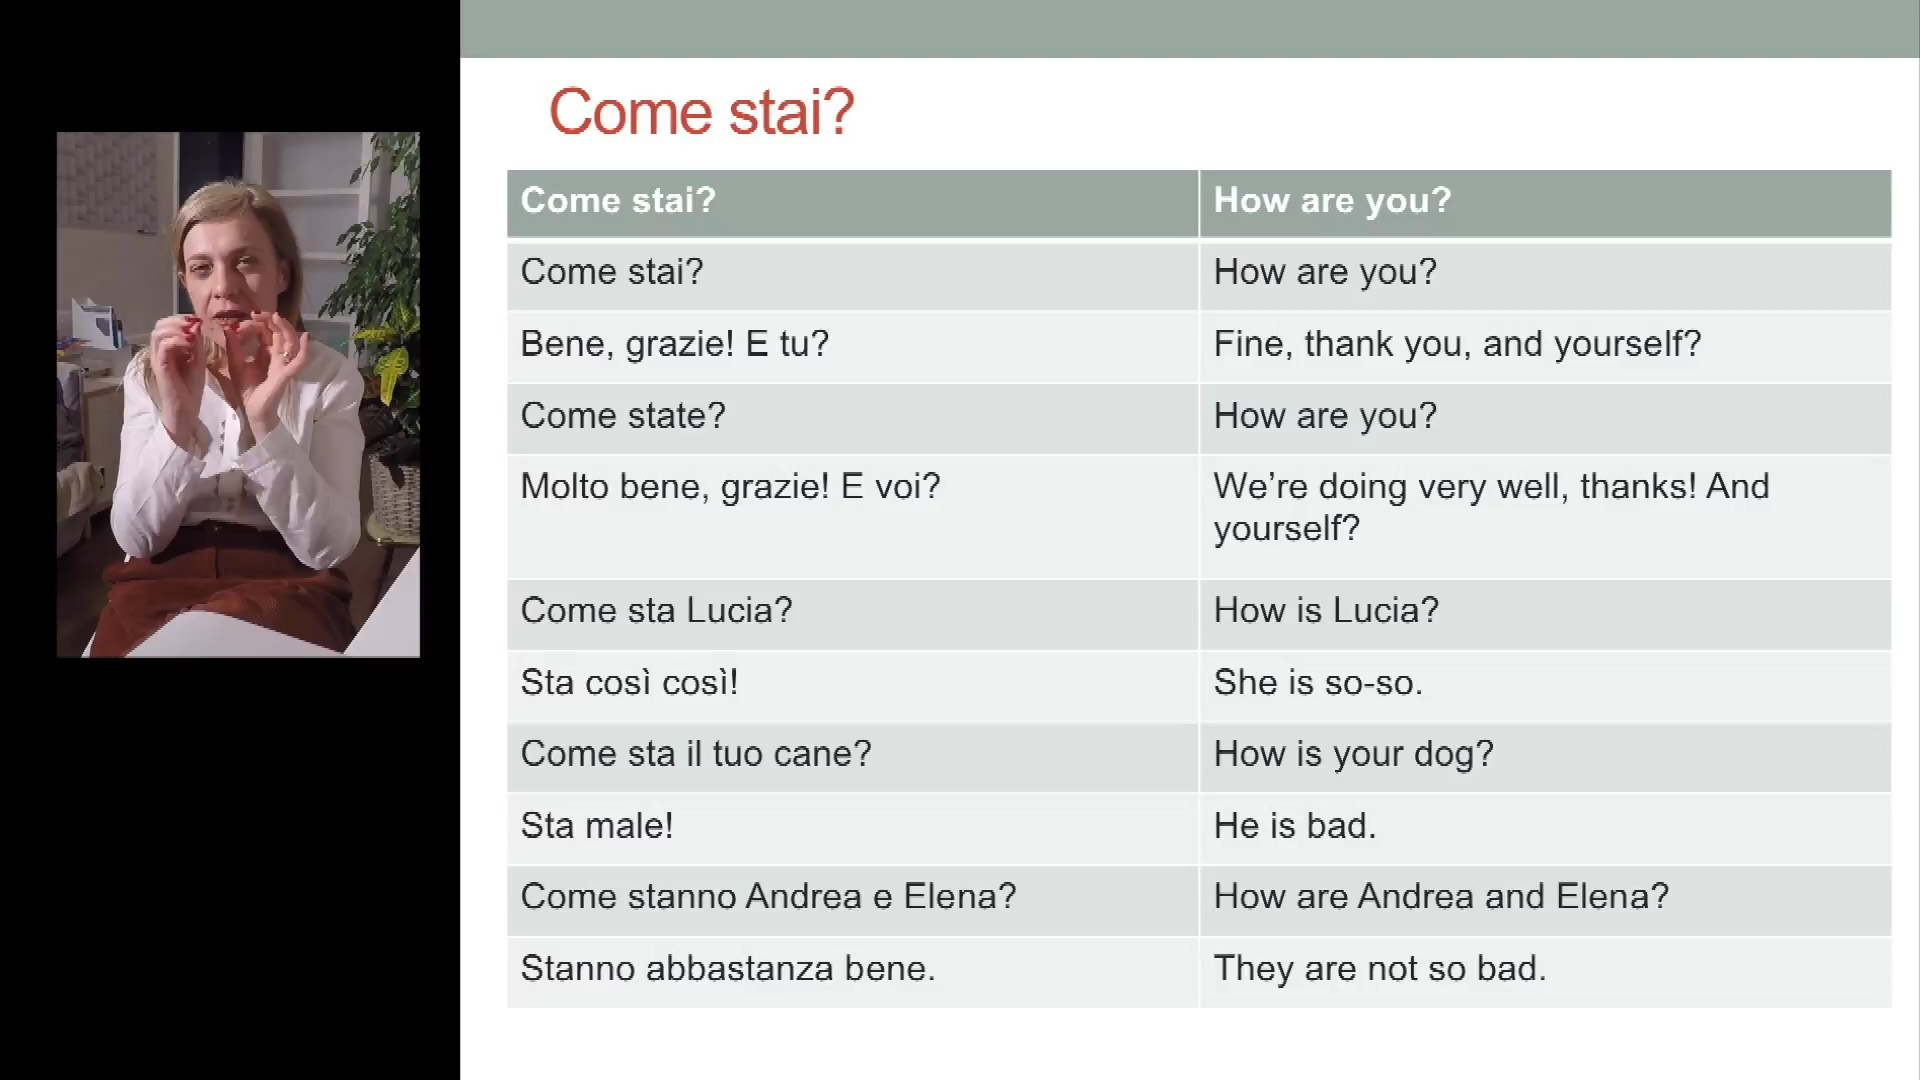 Come stai?
Come stai? How are you?
Come stai? How are you?
Bene, grazie! E tu? Fine, thank you, and yourself?
Come state? How are you?
Molto bene, grazie! E voi? We’re doing very well, thanks! And
yourself?
Come sta Lucia? How is Lucia?
Sta così così! She is so-so.
Come sta il tuo cane? How is your dog?
Sta male! He is bad.
Come stanno Andrea e Elena? How are Andrea and Elena?
Stanno abbastanza bene. They are not so bad.